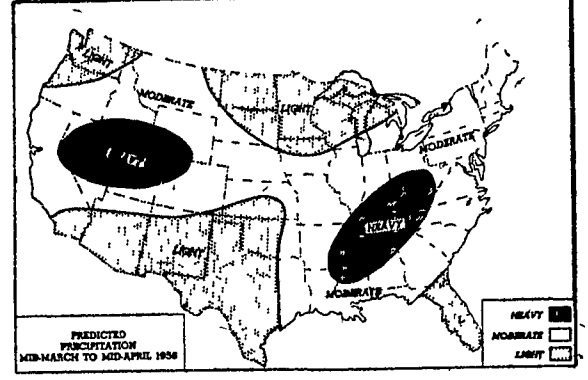 LIGHT
MODERATE
LIGHT
MODERATE
HEAVY
LIGHT
MODERATE
PREDICTED
PRECIPITATION
MID-MARCH TO MID-APRIL 1956
HEAVY
MODERATE
LIGHT